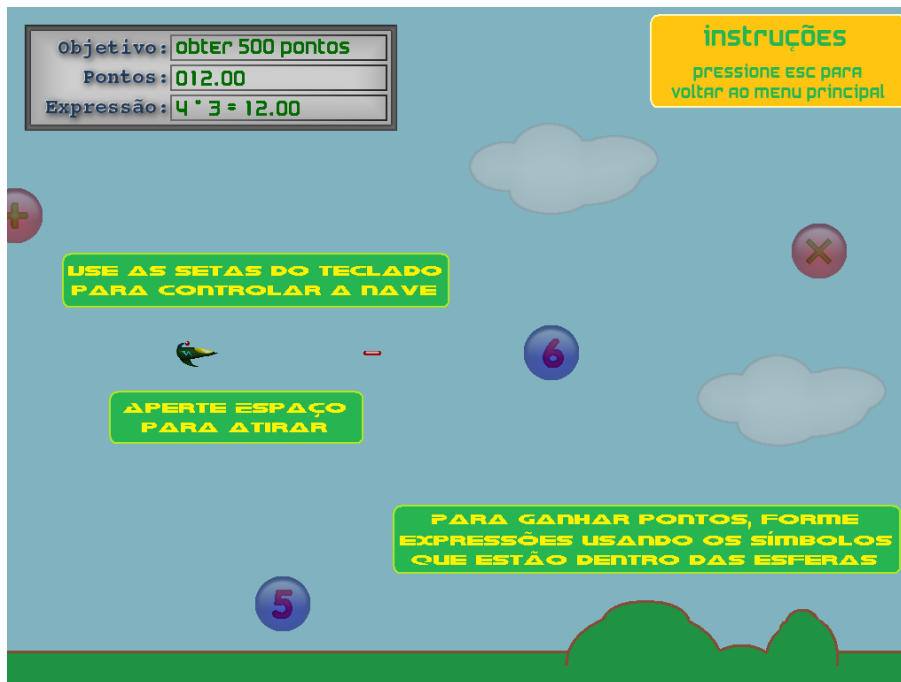 Objetivo: obter 500 pontos
Pontos: 012.00
Expressão: 4 * 3 = 12.00
instruções
pressione esc para
voltar ao menu principal
+
×
USE AS SETAS DO TECLADO
PARA CONTROLAR A NAVE
6
APERTE ESPAÇO
PARA ATIRAR
PARA GANHAR PONTOS, FORME
EXPRESSÕES USANDO OS SÍMBOLOS
QUE ESTÃO DENTRO DAS ESFERAS
5